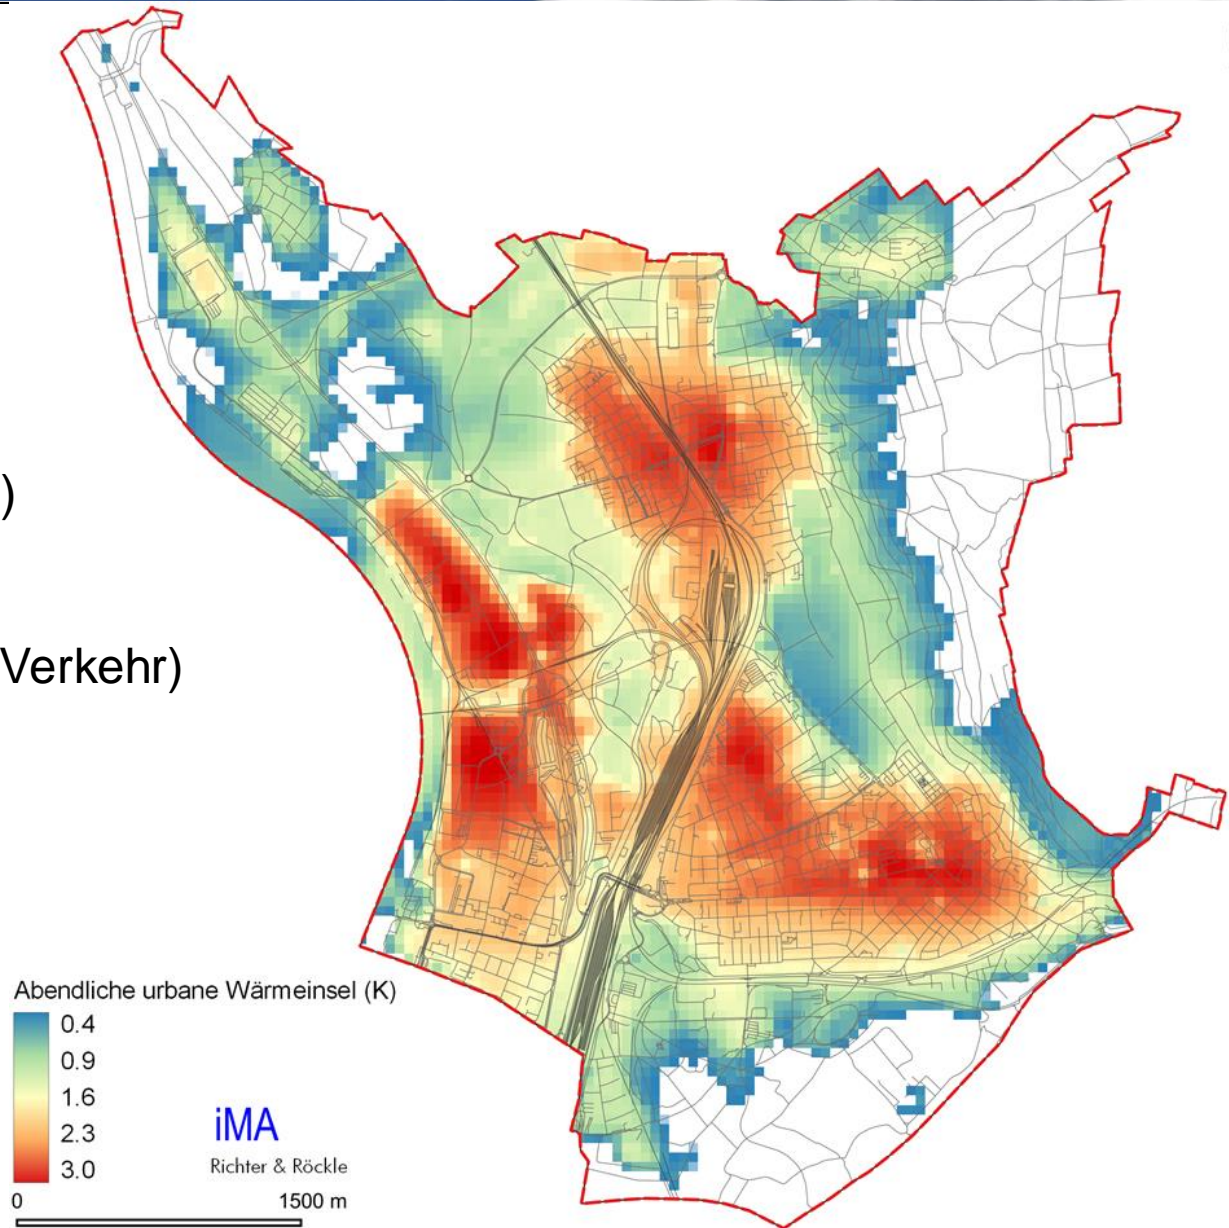 )
Verkehr)
Abendliche urbane Wärmeinsel (K)
0.4
0.9
1.6
2.3
3.0
iMA
Richter & Röckle
0 1500 m